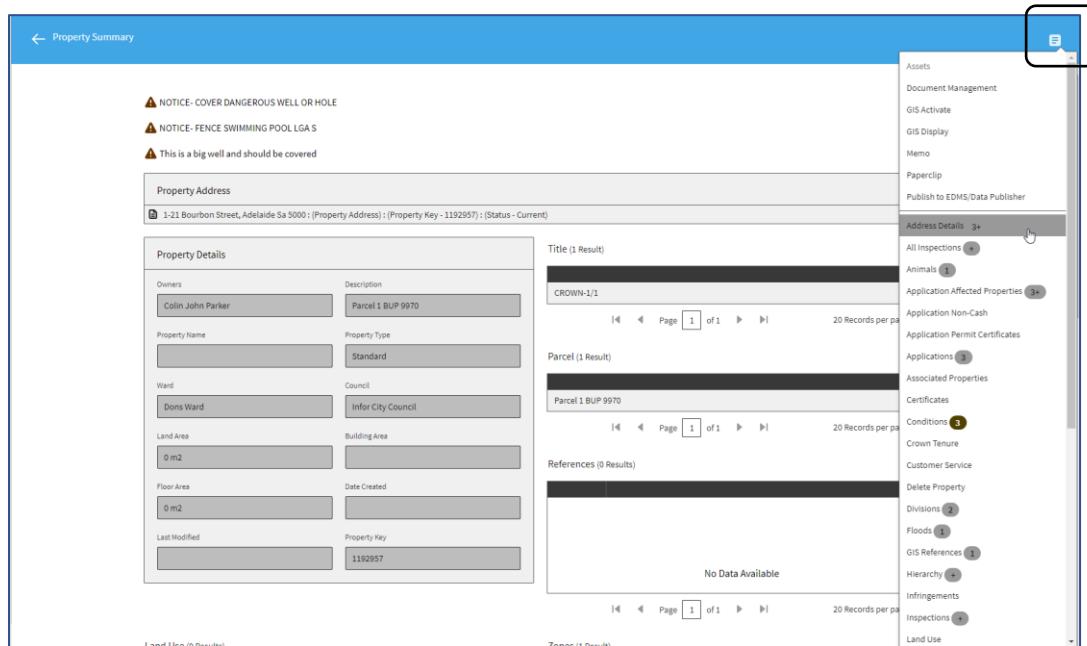 Property Summary
NOTICE- COVER DANGEROUS WELL OR HOLE
NOTICE- FENCE SWIMMING POOL LGA S
This is a big well and should be covered
Property Address
1-21 Bourbon Street, Adelaide Sa 5000 : (Property Address) : (Property Key - 1192957) : (Status - Current)
Property Details
Owners
Description
Colin John Parker
Parcel 1 BUP 9970
Property Name
Property Type
Standard
Ward
Council
Dons Ward
Infor City Council
Land Area
Building Area
0 m2
Floor Area
Date Created
0 m2
Last Modified
Property Key
1192957
Title (1 Result)
CROWN-1/1
Page 1 of 1
20 Records per pa
Parcel (1 Result)
Parcel 1 BUP 9970
Page 1 of 1
20 Records per pa
References (0 Results)
No Data Available
Page 1 of 1
20 Records per pa
Land Use (0 Results)
Zones (1 Result)
Assets
Document Management
GIS Activate
GIS Display
Memo
Paperclip
Publish to EDMS/Data Publisher
Address Details 3+
All Inspections +
Animals 1
Application Affected Properties 3+
Application Non-Cash
Application Permit Certificates
Applications 3
Associated Properties
Certificates
Conditions 3
Crown Tenure
Customer Service
Delete Property
Divisions 2
Floods 1
GIS References 1
Hierarchy +
Infringements
Inspections +
Land Use